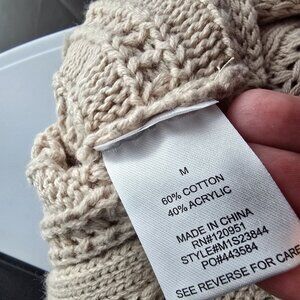 M
60% COTTON
40% ACRYLIC
MADE IN CHINA
RN#120951
STYLE#M1S23844
PO#443584
SEE REVERSE FOR CARE